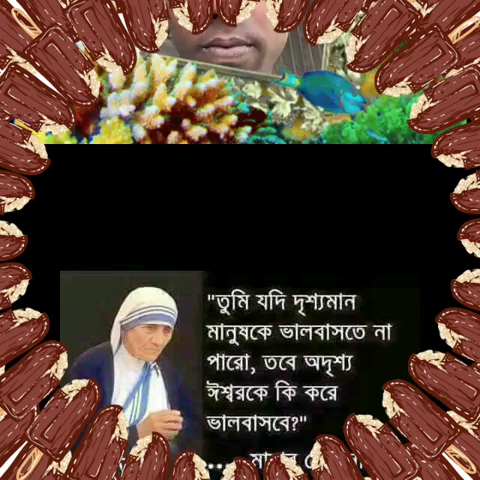 "তুমি যদি দৃশ্যমান
মানুষকে ভালবাসতে না
পারো, তবে অদৃশ্য
ঈশ্বরকে কি করে
ভালবাসবে?"